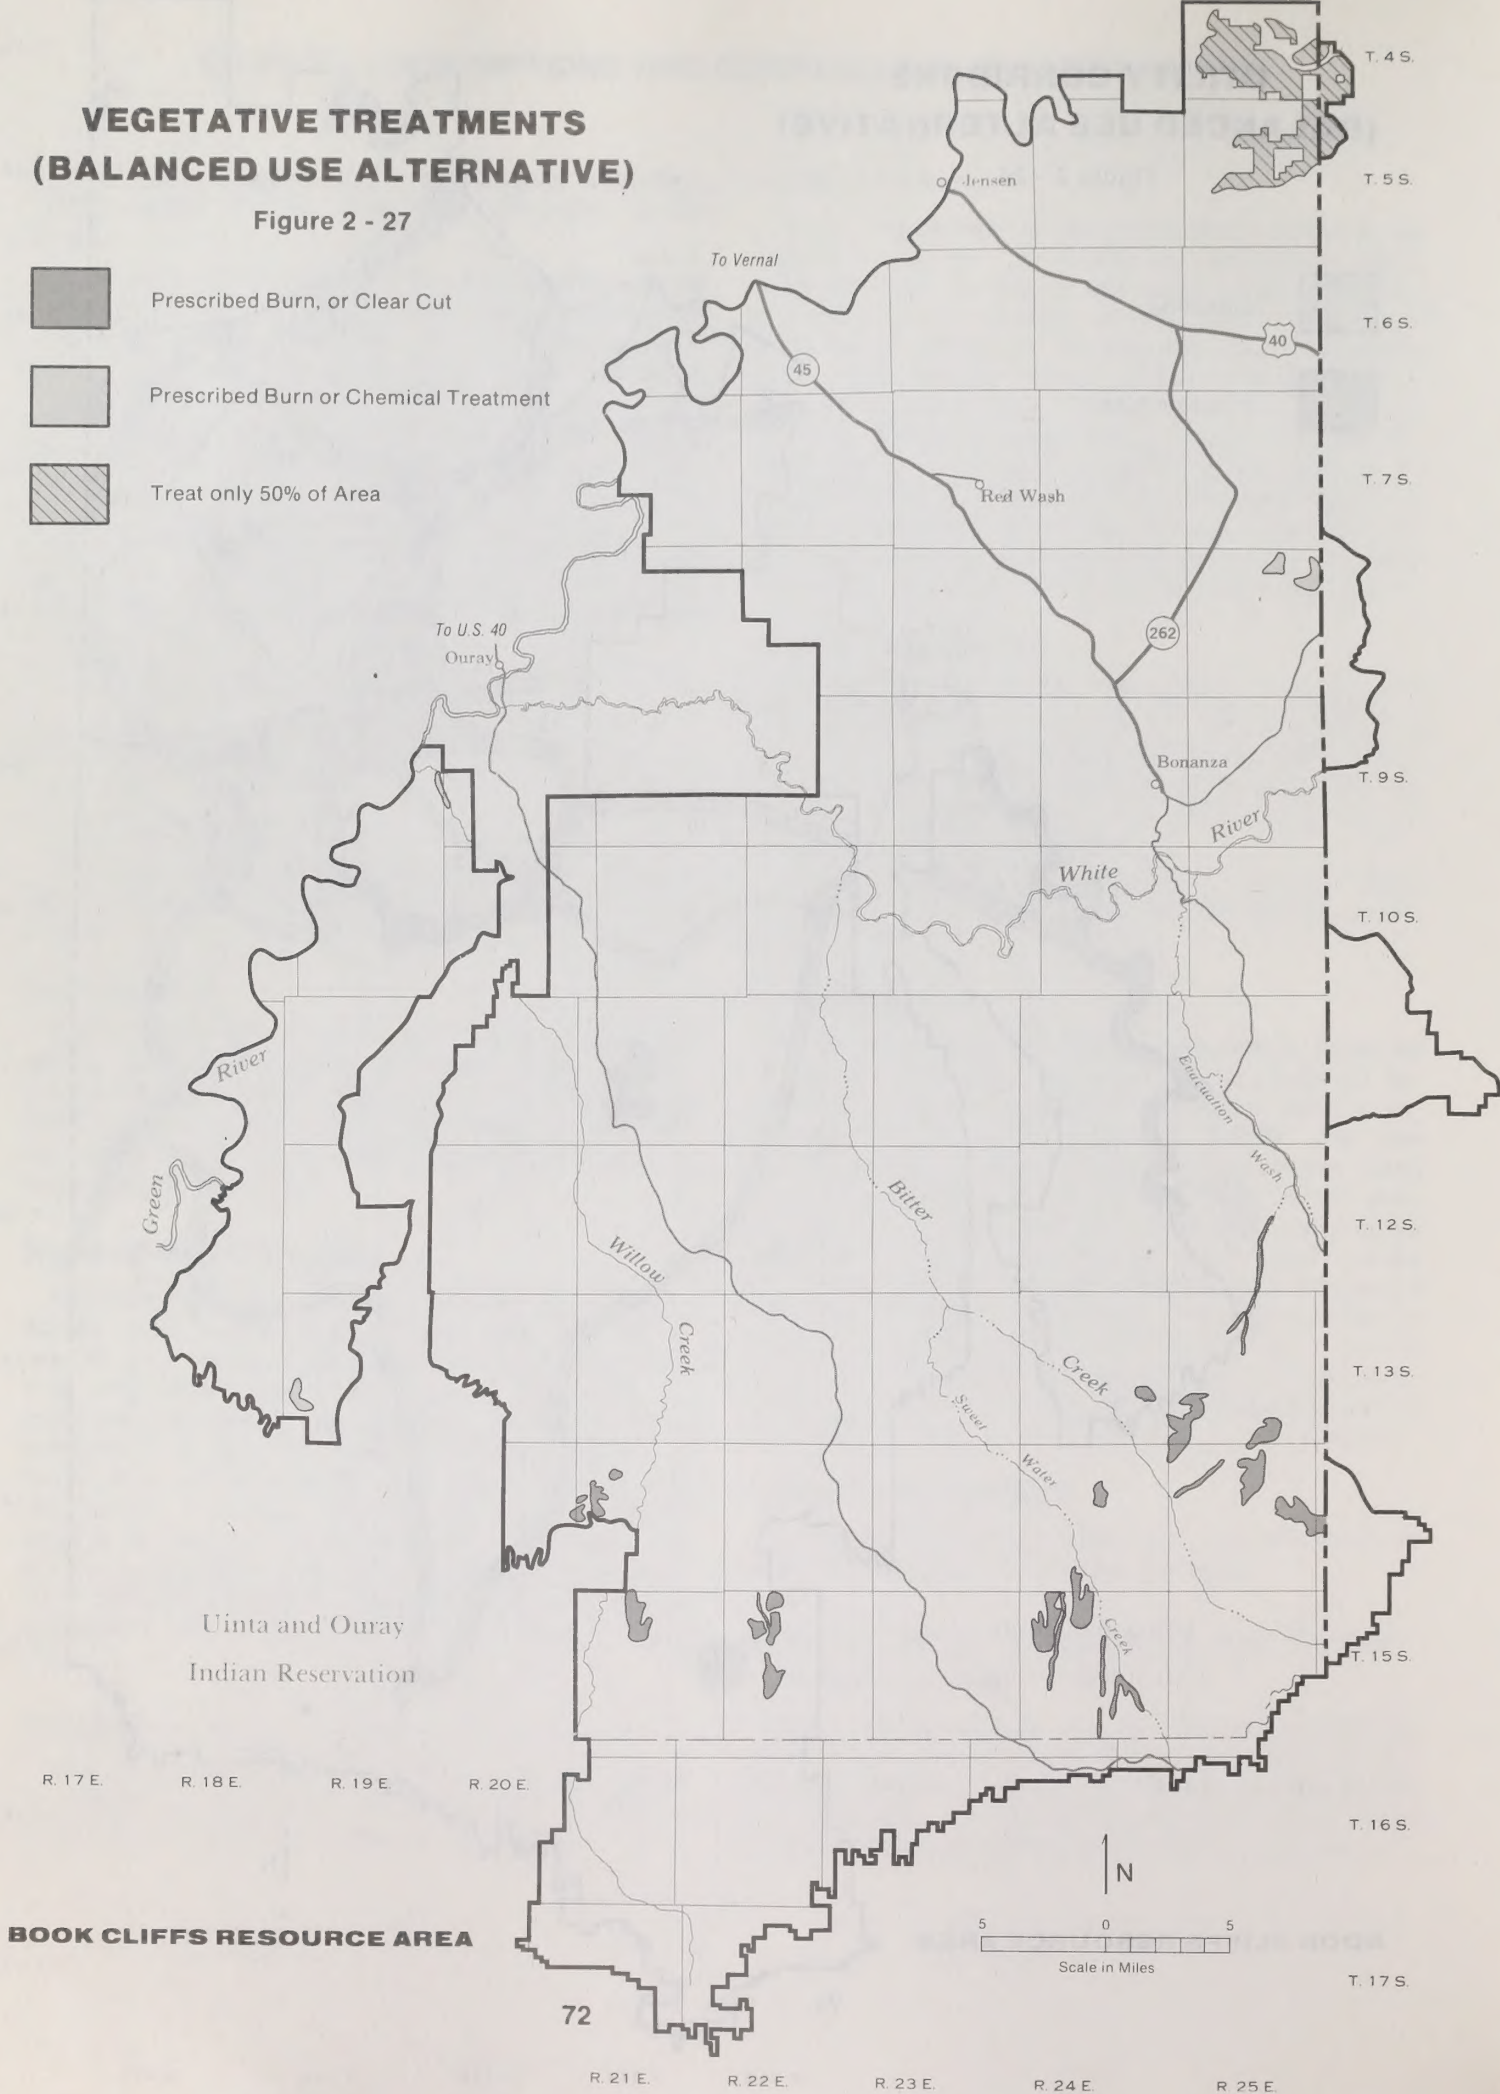 VEGETATIVE TREATMENTS
(BALANCED USE ALTERNATIVE)
Figure 2 - 27
Prescribed Burn, or Clear Cut
Prescribed Burn or Chemical Treatment
Treat only 50% of Area
T. 4 S.
T. 5 S.
Jensen
To Vernal
T. 6 S.
40
45
T. 7 S.
Red Wash
To U.S. 40
Ouray
262
Bonanza
T. 9 S.
River
White
T. 10 S.
River
Evacuation
Wash
Green
Bitter
T. 12 S.
Willow
Creek
Creek
T. 13 S.
Sweet
Water
Creek
Uinta and Ouray
Indian Reservation
T. 15 S.
R. 17 E.
R. 18 E.
R. 19 E.
R. 20 E.
T. 16 S.
N
BOOK CLIFFS RESOURCE AREA
5 0 5
Scale in Miles
T. 17 S.
72
R. 21 E.
R. 22 E.
R. 23 E.
R. 24 E.
R 25 E.